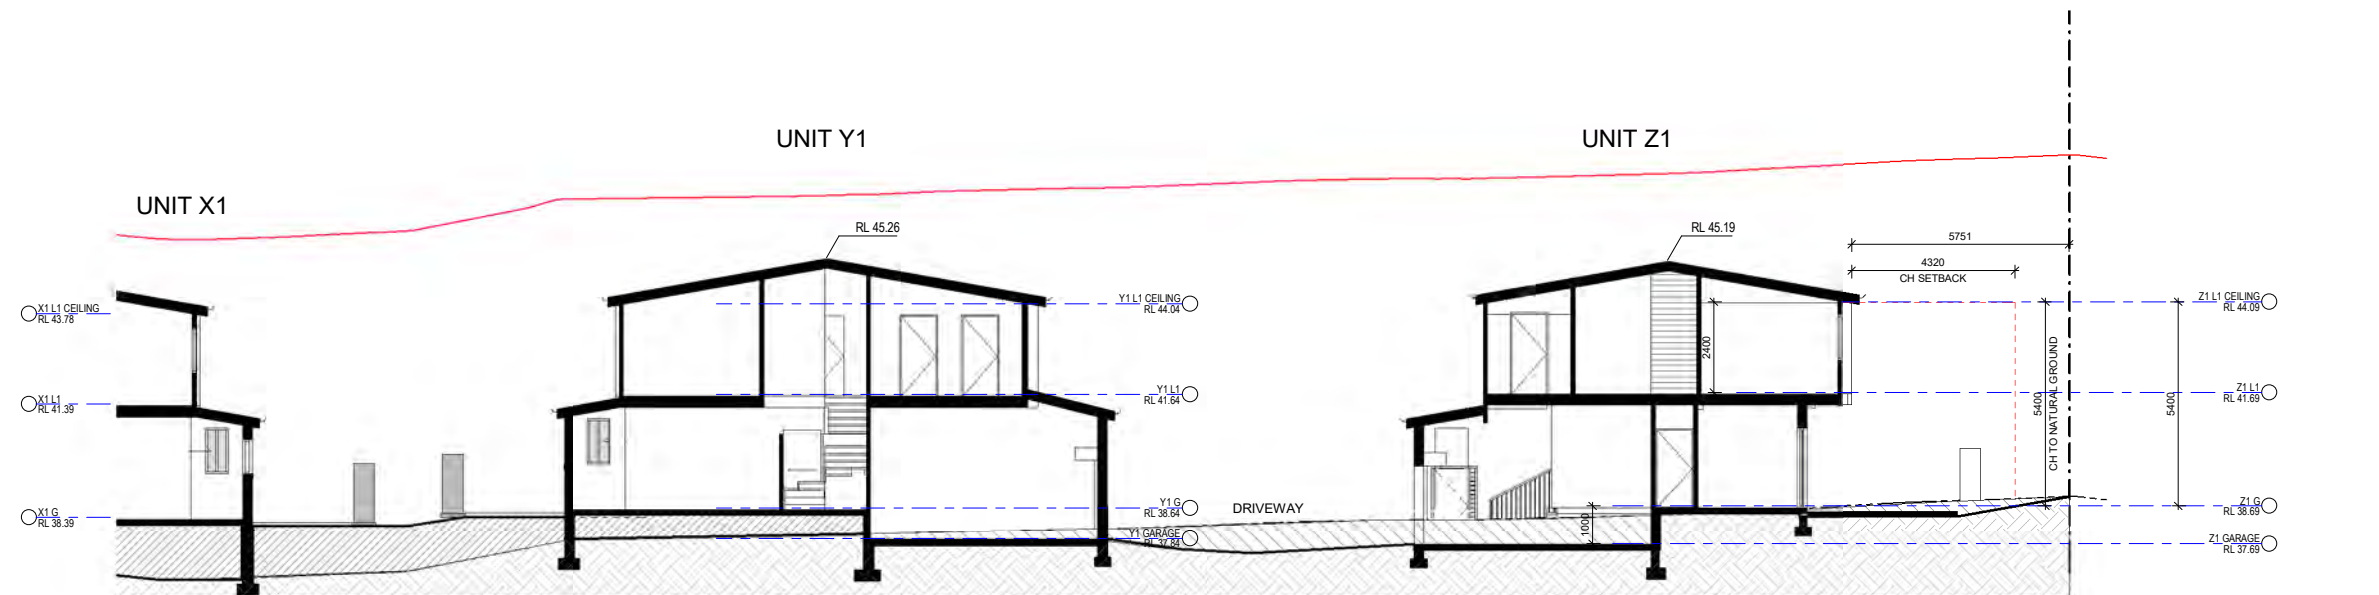 UNIT Y1
UNIT Z1
UNIT X1
RL 45.26
RL 45.19
5751
4320
CH SETBACK
X1 L1 CEILING
RL 43.78
Y1 L1 CEILING
RL 44.04
Z1 L1 CEILING
RL 44.09
2400
CH TO NATURAL GROUND
5400
5400
X1 L1
RL 41.39
Y1 L1
RL 41.64
Z1 L1
RL 41.69
X1 G
RL 38.39
Y1 G
RL 38.64
DRIVEWAY
Z1 G
RL 38.69
1000
Y1 GARAGE
RL 37.84
Z1 GARAGE
RL 37.69